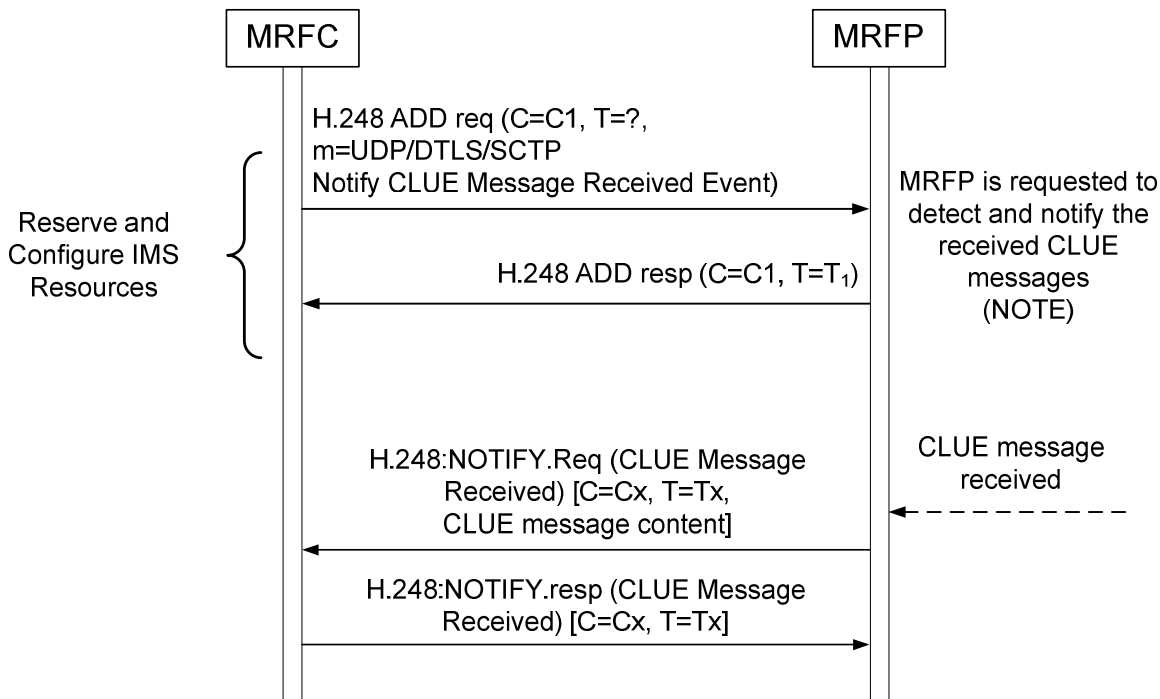 MRFC
MRFP
H.248 ADD req (C=C1, T=?,
m=UDP/DTLS/SCTP
Notify CLUE Message Received Event)
Reserve and
Configure IMS
Resources
MRFP is requested to
detect and notify the
received CLUE
messages
(NOTE)
H.248 ADD resp (C=C1, T=T₁)
CLUE message
received
H.248:NOTIFY.Req (CLUE Message
Received) [C=Cx, T=Tx,
CLUE message content]
H.248:NOTIFY.resp (CLUE Message
Received) [C=Cx, T=Tx]